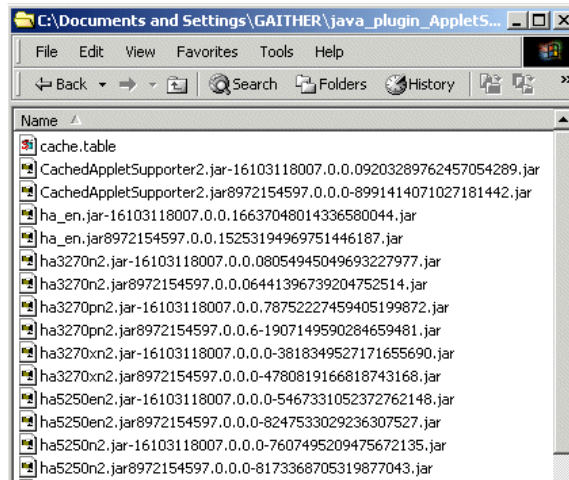 C:\Documents and Settings\GAITHER\java_plugin_AppletS...
File Edit View Favorites Tools Help
Back Search Folders History »
Name
cache.table
CachedAppletSupporter2.jar-16103118007.0.0.09203289762457054289.jar
CachedAppletSupporter2.jar8972154597.0.0.0-8991414071027181442.jar
ha_en.jar-16103118007.0.0.16637048014336580044.jar
ha_en.jar8972154597.0.0.15253194969751446187.jar
ha3270n2.jar-16103118007.0.0.08054945049693227977.jar
ha3270n2.jar8972154597.0.0.06441396739204752514.jar
ha3270pn2.jar-16103118007.0.0.78752227459405199872.jar
ha3270pn2.jar8972154597.0.0.6-1907149590284659481.jar
ha3270xn2.jar-16103118007.0.0.0-3818349527171655690.jar
ha3270xn2.jar8972154597.0.0.0-4780819166818743168.jar
ha5250en2.jar-16103118007.0.0.0-5467331052372762148.jar
ha5250en2.jar8972154597.0.0.0-8247533029236307527.jar
ha5250n2.jar-16103118007.0.0.0-7607495209475672135.jar
ha5250n2.jar8972154597.0.0.0-8173368705319877043.jar